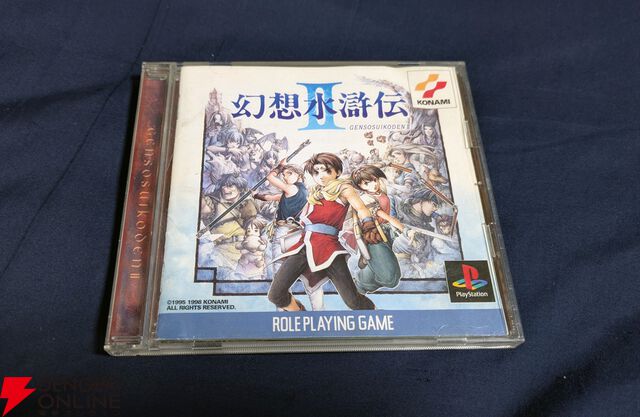 幻想水滸伝
II
GENSOSUIKODEN II
KONAMI
GENSOSUIKODEN II
©1995 1998 KONAMI
ALL RIGHTS RESERVED.
PlayStation
ROLE PLAYING GAME
DENGEKI
ONLINE